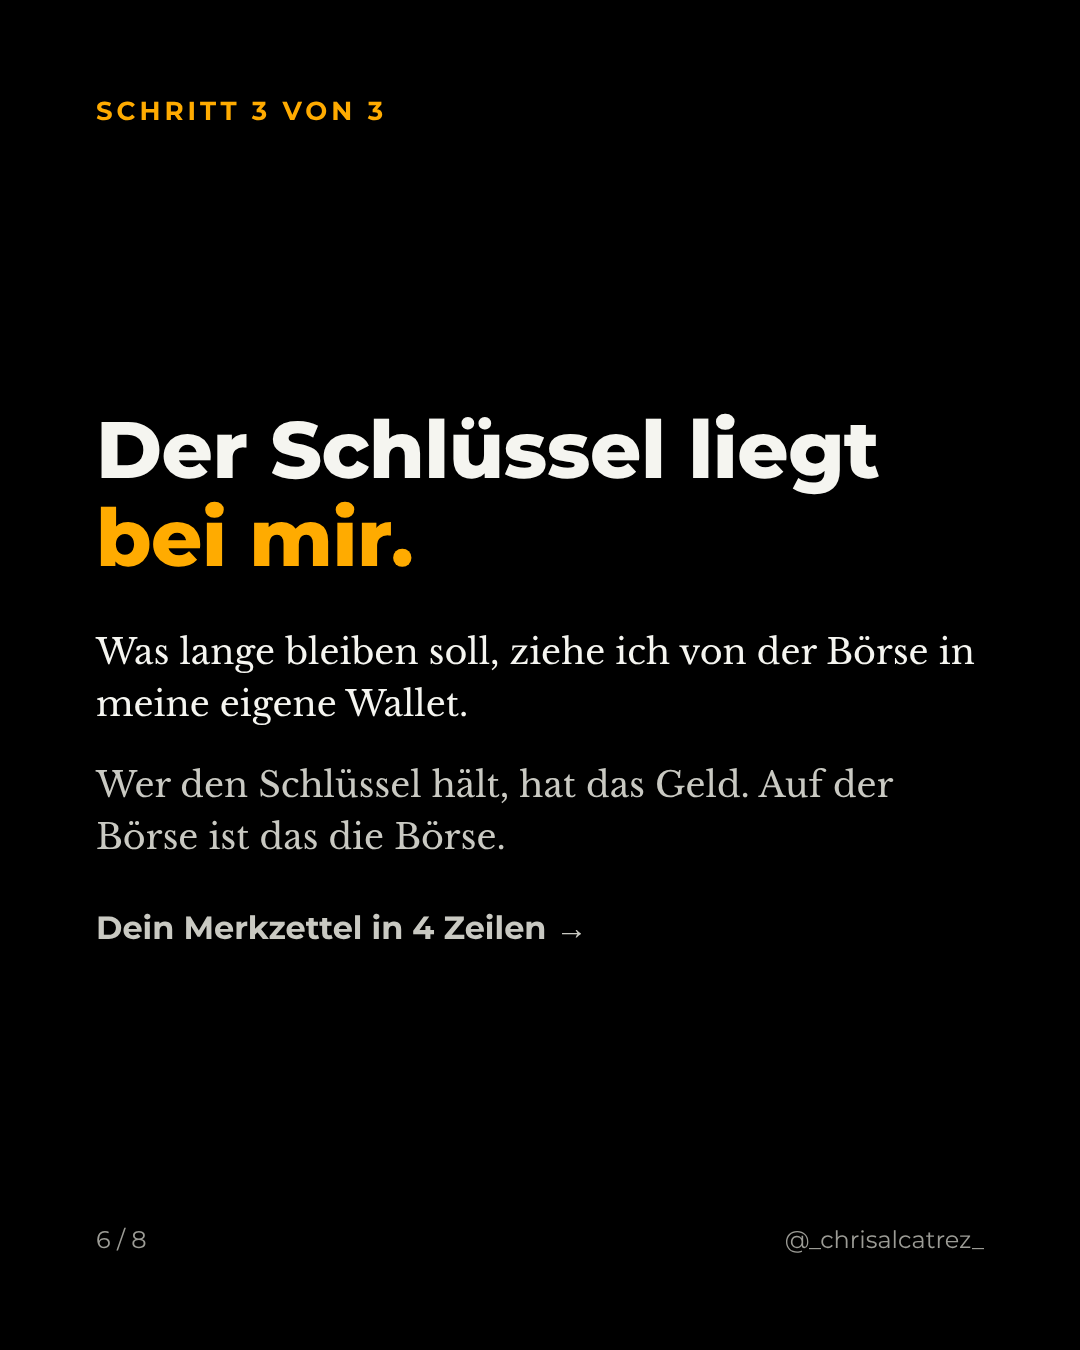 SCHRITT 3 VON 3
Der Schlüssel liegt
bei mir.
Was lange bleiben soll, ziehe ich von der Börse in
meine eigene Wallet.
Wer den Schlüssel hält, hat das Geld. Auf der
Börse ist das die Börse.
Dein Merkzettel in 4 Zeilen →
6 / 8
@_chrisalcatrez_